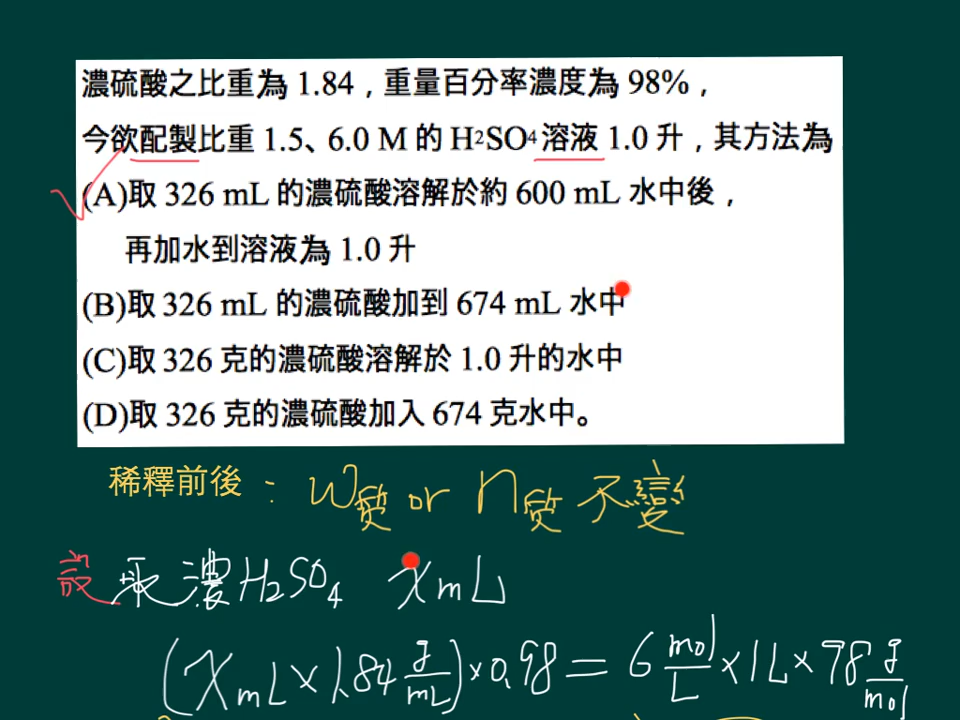 濃硫酸之比重為 1.84，重量百分率濃度為 98%，
今欲配製比重 1.5、6.0 M 的 H2SO4 溶液 1.0 升，其方法為
(A)取 326 mL 的濃硫酸溶解於約 600 mL 水中後，
再加水到溶液為 1.0 升
(B)取 326 mL 的濃硫酸加到 674 mL 水中
(C)取 326 克的濃硫酸溶解於 1.0 升的水中
(D)取 326 克的濃硫酸加入 674 克水中。
稀釋前後：W質 or n質 不變
設 取濃H2SO4 x mL
(x mL × 1.84 g/mL) × 0.98 = 6 mol/L × 1L × 98 g/mol